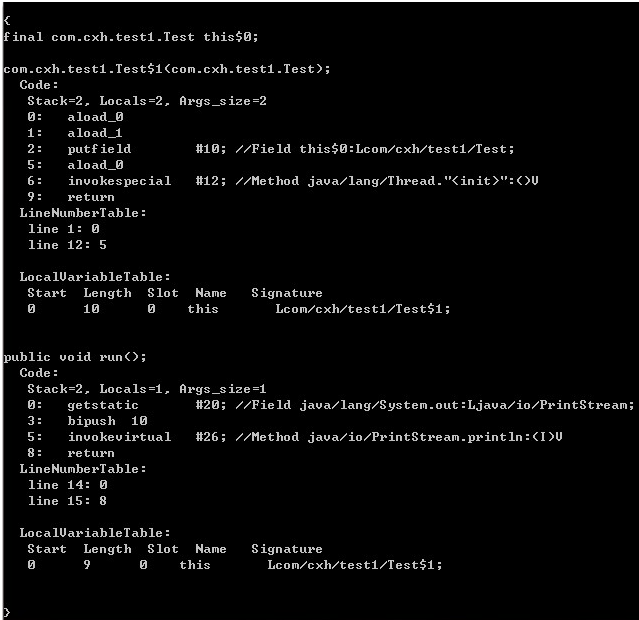 {
final com.cxh.test1.Test this$0;
com.cxh.test1.Test$1(com.cxh.test1.Test);
Code:
Stack=2, Locals=2, Args_size=2
0: aload_0
1: aload_1
2: putfield #10; //Field this$0:Lcom/cxh/test1/Test;
5: aload_0
6: invokespecial #12; //Method java/lang/Thread."<init>":()V
9: return
LineNumberTable:
line 1: 0
line 12: 5
LocalVariableTable:
Start Length Slot Name Signature
0 10 0 this Lcom/cxh/test1/Test$1;
public void run();
Code:
Stack=2, Locals=1, Args_size=1
0: getstatic #20; //Field java/lang/System.out:Ljava/io/PrintStream;
3: bipush 10
5: invokevirtual #26; //Method java/io/PrintStream.println:(I)V
8: return
LineNumberTable:
line 14: 0
line 15: 8
LocalVariableTable:
Start Length Slot Name Signature
0 9 0 this Lcom/cxh/test1/Test$1;
}